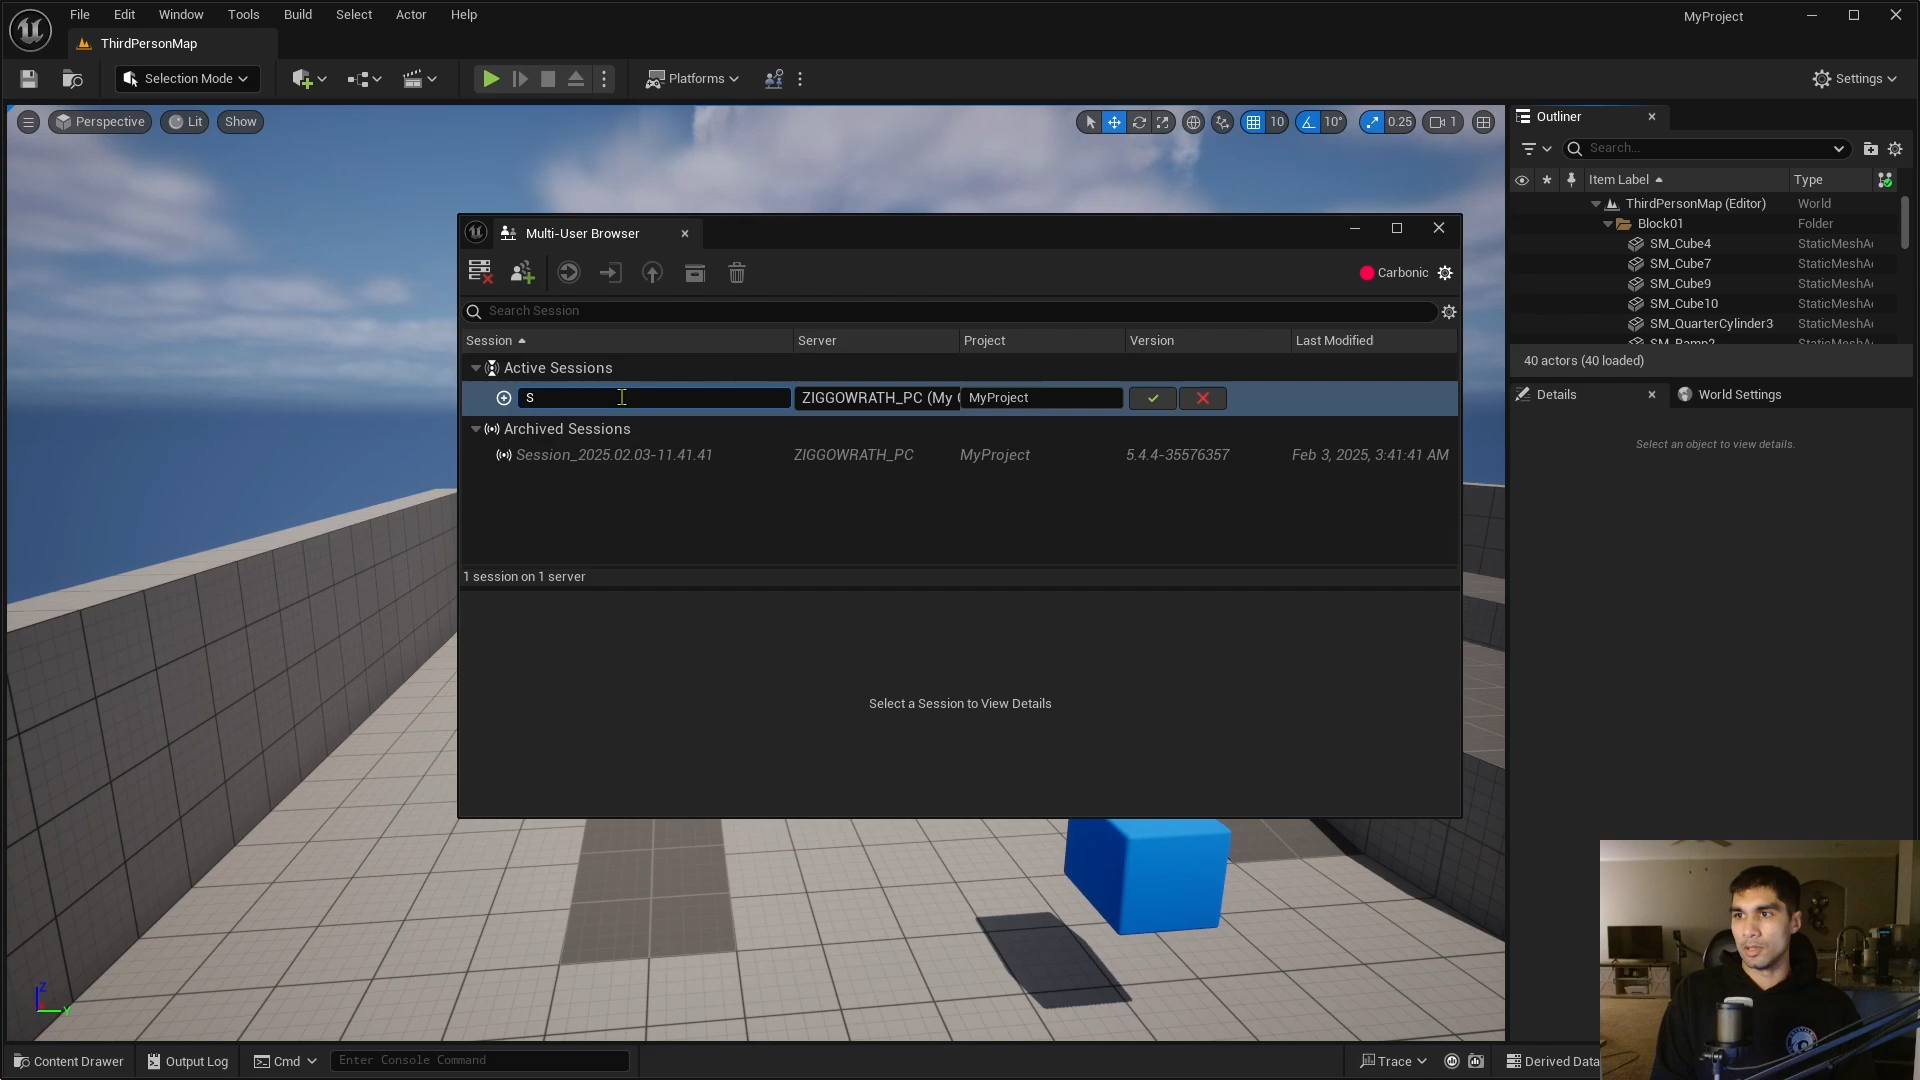 File Edit Window Tools Build Select Actor Help
MyProject
ThirdPersonMap
Selection Mode
Platforms
Settings
Perspective
Lit
Show
10
10°
0.25
1
Outliner
Search...
Item Label
Type
ThirdPersonMap (Editor) World
Block01 Folder
SM_Cube4 StaticMeshA
SM_Cube7 StaticMeshA
SM_Cube9 StaticMeshA
SM_Cube10 StaticMeshA
SM_QuarterCylinder3 StaticMeshA
SM_Ramp2 StaticMeshA
40 actors (40 loaded)
Details
World Settings
Select an object to view details.
Multi-User Browser
Carbonic
Search Session
Session Server Project Version Last Modified
Active Sessions
S ZIGGOWRATH_PC (My MyProject
Archived Sessions
Session_2025.02.03-11.41.41 ZIGGOWRATH_PC MyProject 5.4.4-35576357 Feb 3, 2025, 3:41:41 AM
1 session on 1 server
Select a Session to View Details
Z
Y
Content Drawer
Output Log
Cmd
Enter Console Command
Trace
Derived Data